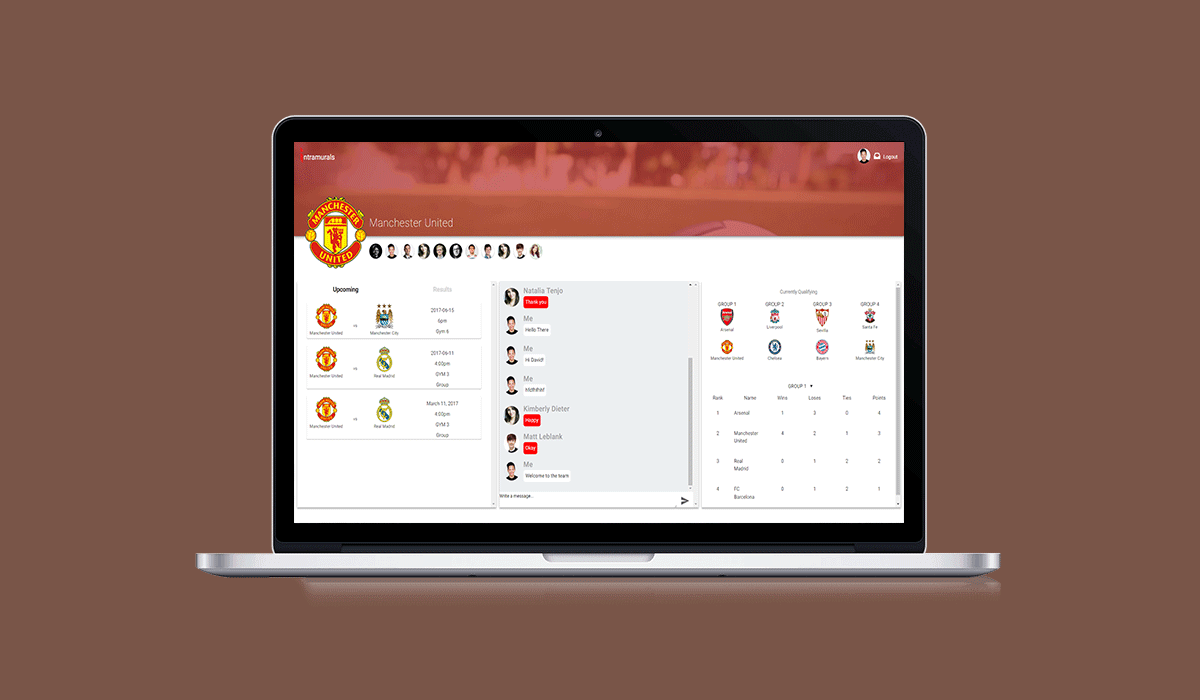 intramurals
Logout
MANCHESTER
UNITED
Manchester United
Upcoming
Results
2017-06-15
6pm
Gym 6
Manchester United
vs
Manchester City
2017-06-11
4:00pm
GYM 3
Group
Manchester United
vs
Real Madrid
March 11, 2017
4:00pm
GYM 3
Group
Manchester United
vs
Real Madrid
Natalia Tenjo
Thank you
Me
Hello There
Me
Hi David!
Me
Kimberly Dieter
Happy
Matt Leblank
Okay
Me
Welcome to the team
Write a message...
Currently Qualifying
GROUP 1 GROUP 2 GROUP 3 GROUP 4
Arsenal Liverpool Sevilla Santa Fe
Manchester United Chelsea Bayern Manchester City
GROUP 1
Rank Name Wins Loses Ties Points
1 Arsenal 1 3 0 4
2 Manchester United 4 2 1 3
3 Real Madrid 0 1 2 2
4 FC Barcelona 0 1 2 1